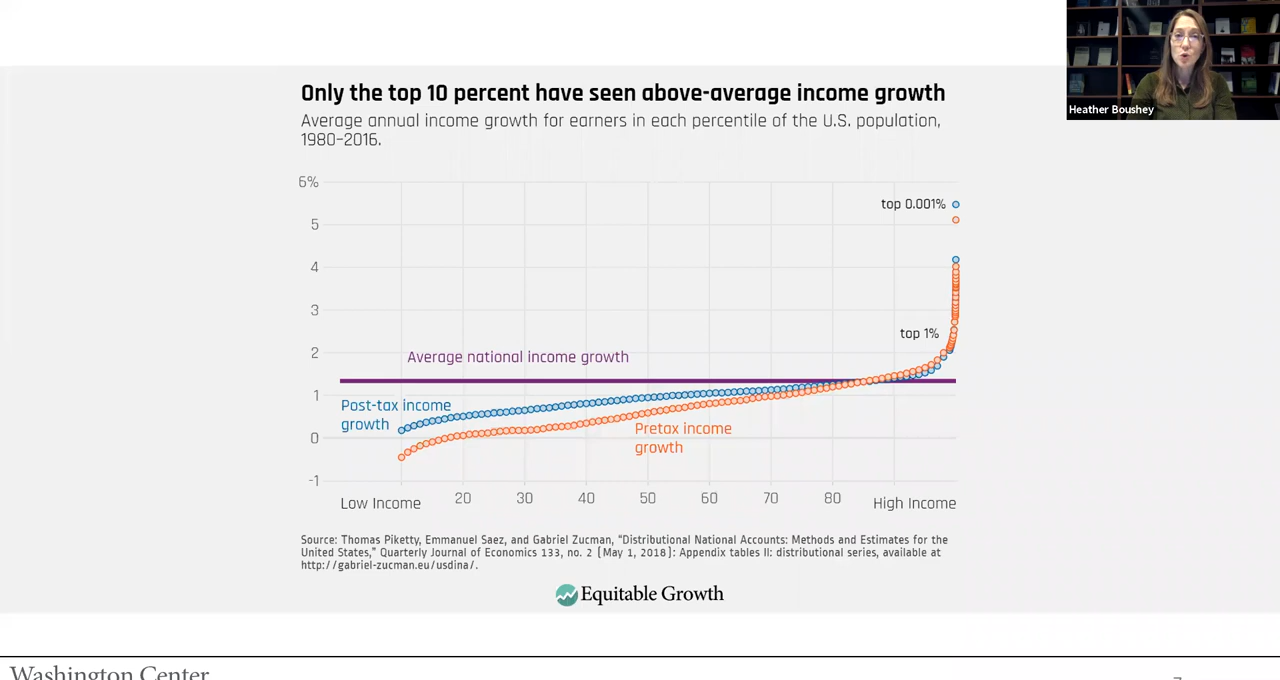 Heather Boushey
Only the top 10 percent have seen above-average income growth
Average annual income growth for earners in each percentile of the U.S. population,
1980–2016.
6%
5
4
3
2
1
0
-1
top 0.001%
top 1%
Average national income growth
Post-tax income
growth
Pretax income
growth
Low Income 20 30 40 50 60 70 80 High Income
Source: Thomas Piketty, Emmanuel Saez, and Gabriel Zucman, “Distributional National Accounts: Methods and Estimates for the
United States,” Quarterly Journal of Economics 133, no. 2 (May 1, 2018): Appendix tables II: distributional series, available at
http://gabriel-zucman.eu/usdina/.
Equitable Growth
Washington Center